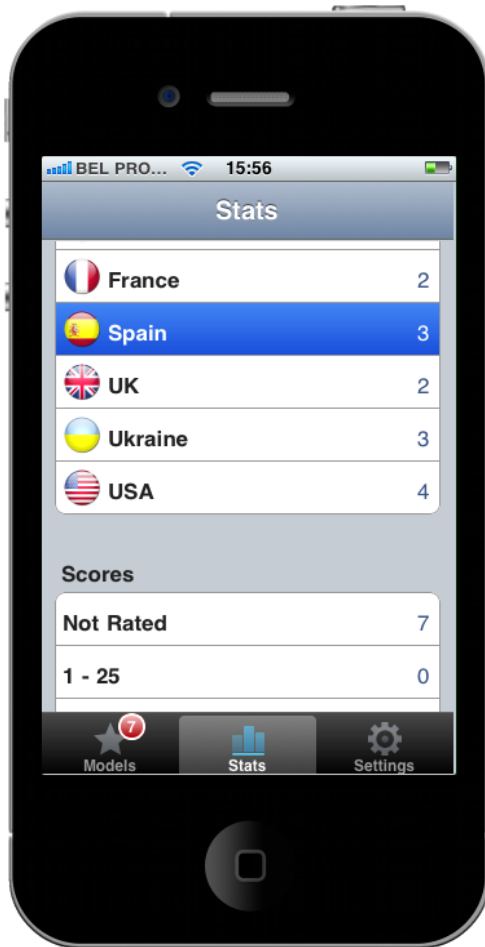 BEL PRO... 15:56
Stats
France 2
Spain 3
UK 2
Ukraine 3
USA 4
Scores
Not Rated 7
1 - 25 0
7
Models Stats Settings